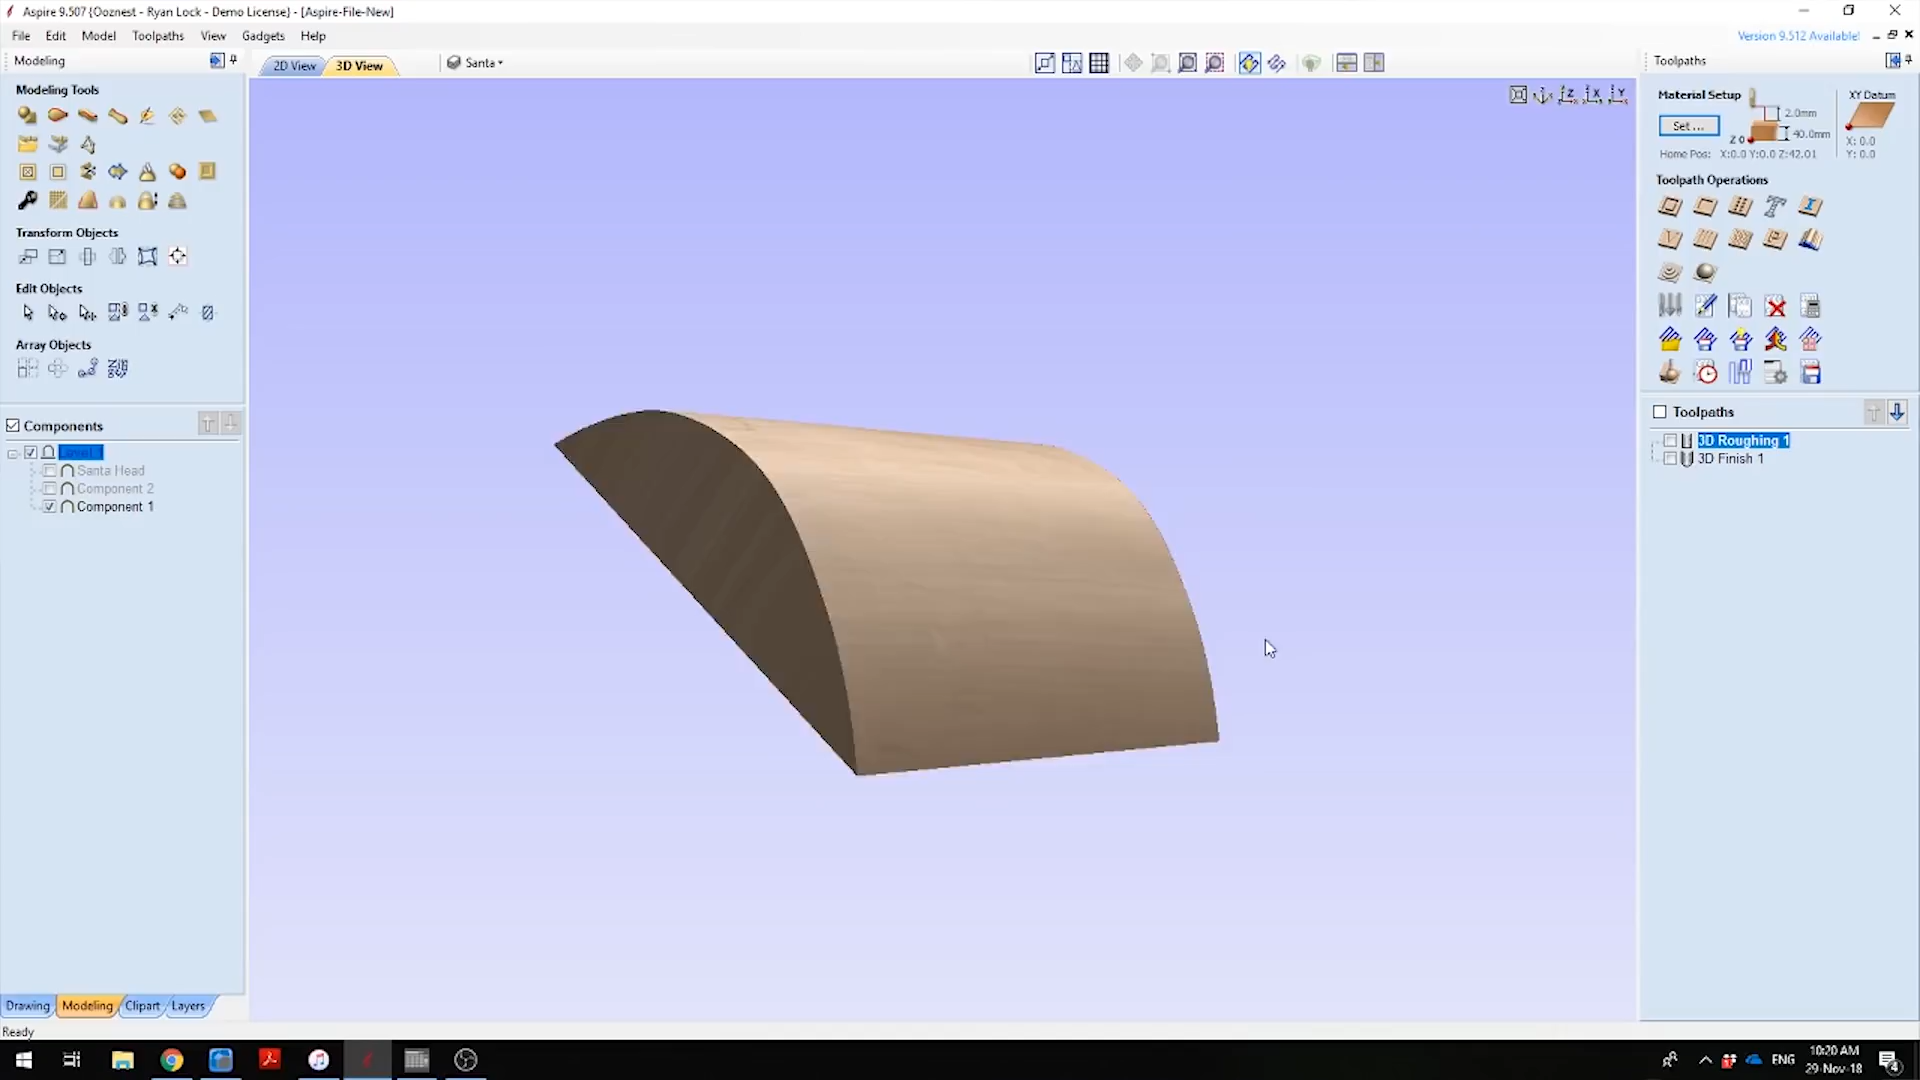 Aspire 9.507 {Ooznest - Ryan Lock - Demo License} - [Aspire-File-New]
File Edit Model Toolpaths View Gadgets Help
Version 9.512 Available!
Modeling
2D View 3D View
Santa
Toolpaths
Modeling Tools
Transform Objects
Edit Objects
Array Objects
Components
Level 1
Santa Head
Component 2
Component 1
Material Setup
Set ...
2.0mm
40.0mm
Z 0
Home Pos: X:0.0 Y:0.0 Z:42.01
XY Datum
X: 0.0
Y: 0.0
Toolpath Operations
Toolpaths
3D Roughing 1
3D Finish 1
Drawing Modeling Clipart Layers
Ready
ENG
10:20 AM
29-Nov-18
4